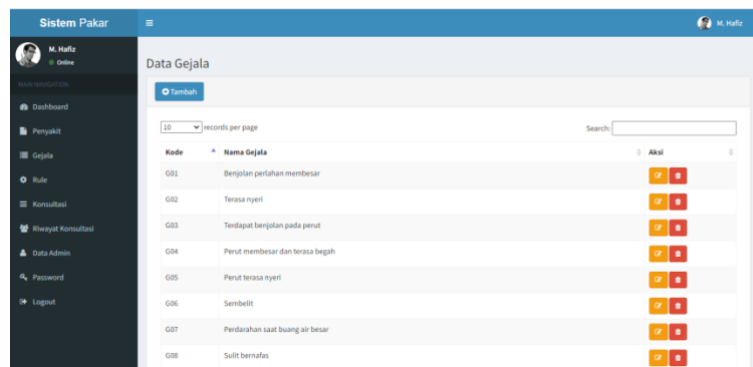 Sistem Pakar
M. Hafiz
M. Hafiz
Online
MAIN NAVIGATION
Dashboard
Penyakit
Gejala
Rule
Konsultasi
Riwayat Konsultasi
Data Admin
Password
Logout
Data Gejala
Tambah
10 records per page
Search:
Kode Nama Gejala Aksi
G01 Benjolan perlahan membesar
G02 Terasa nyeri
G03 Terdapat benjolan pada perut
G04 Perut membesar dan terasa begah
G05 Perut terasa nyeri
G06 Sembelit
G07 Perdarahan saat buang air besar
G08 Sulit bernafas